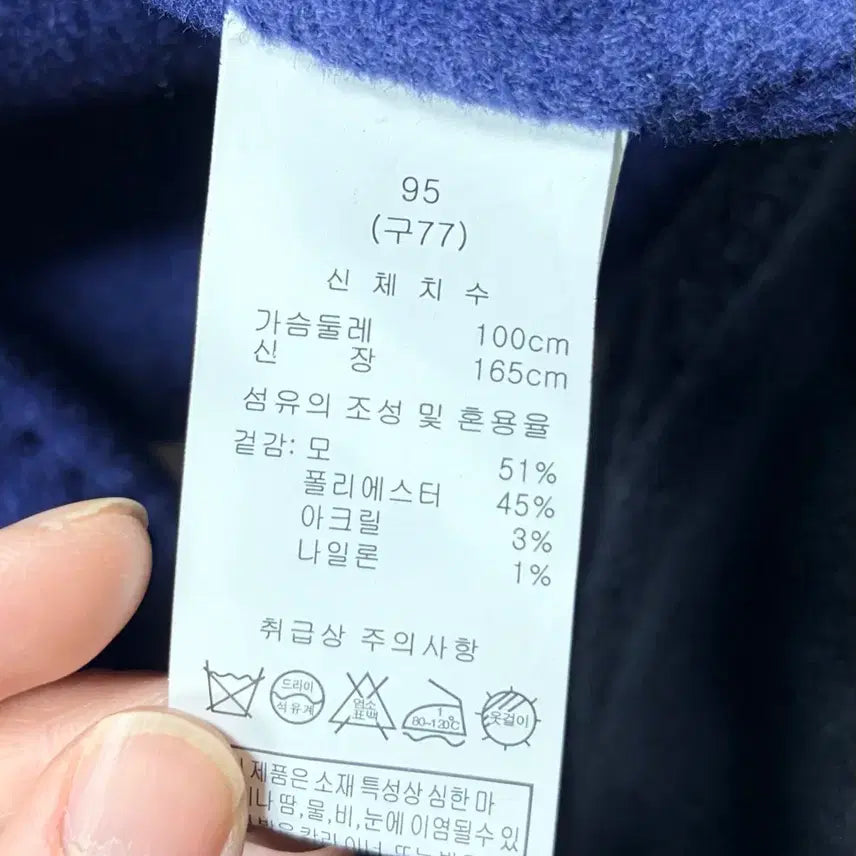 95
(구77)
신 체 치 수
가슴둘레 100cm
신 장 165cm
섬유의 조성 및 혼용율
겉감: 모 51%
폴리에스터 45%
아크릴 3%
나일론 1%
취급상 주의사항
드라이
석유계
염소
표백
1
80~120℃
옷걸이
제품은 소재 특성상 심한 마
땀,물,비,눈에 이염될수 있